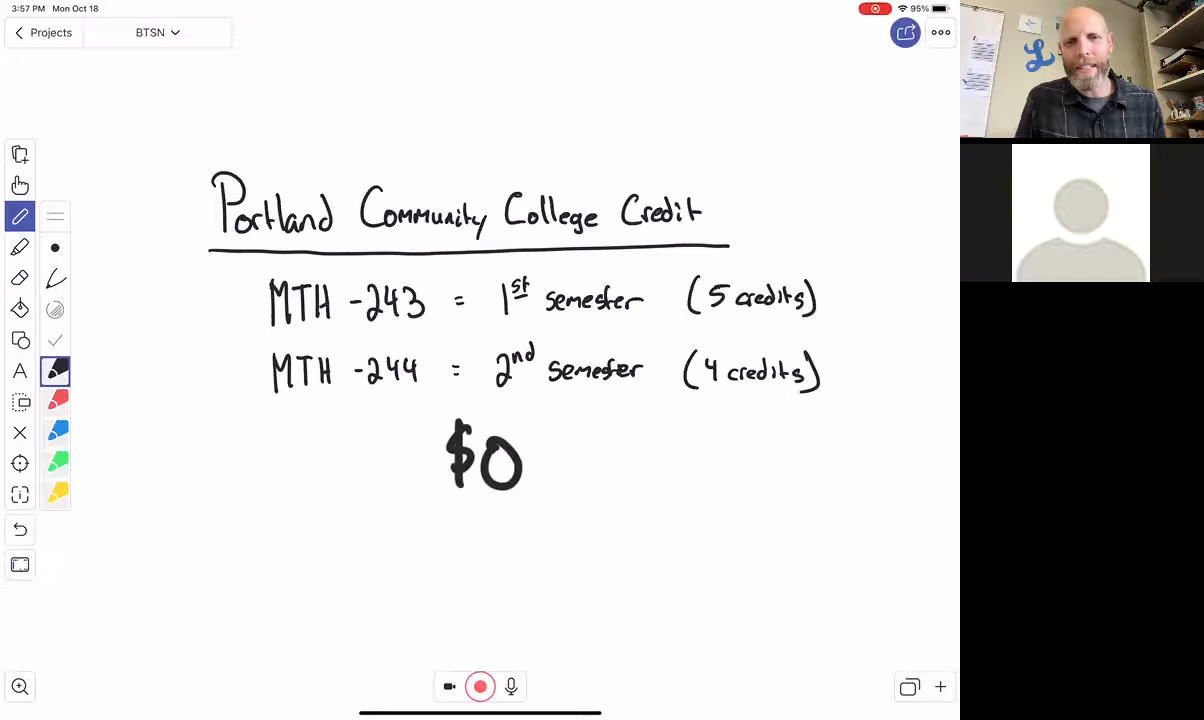 3:57 PM Mon Oct 18
95%
Projects
BTSN
Portland Community College Credit
MTH-243 = 1st semester (5 credits)
MTH-244 = 2nd semester (4 credits)
$0
A
L